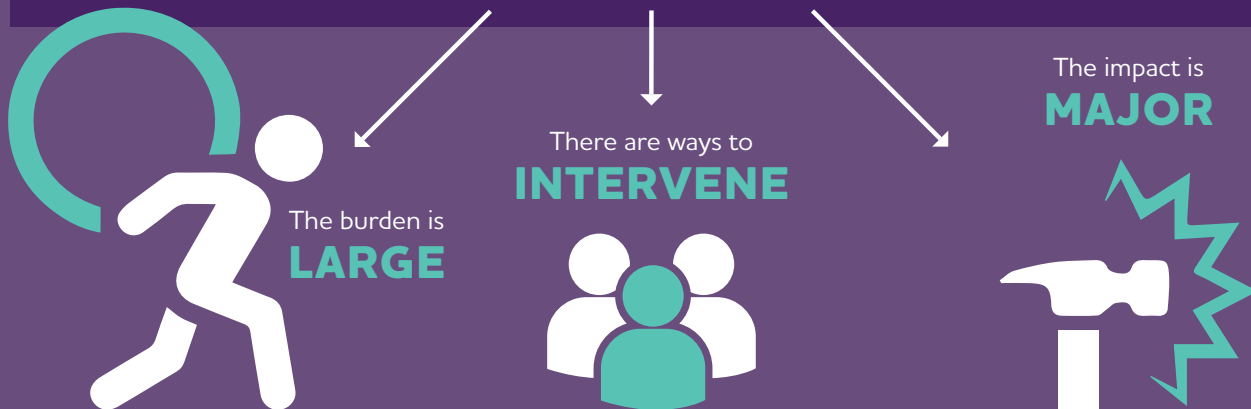 The burden is
LARGE
There are ways to
INTERVENE
The impact is
MAJOR